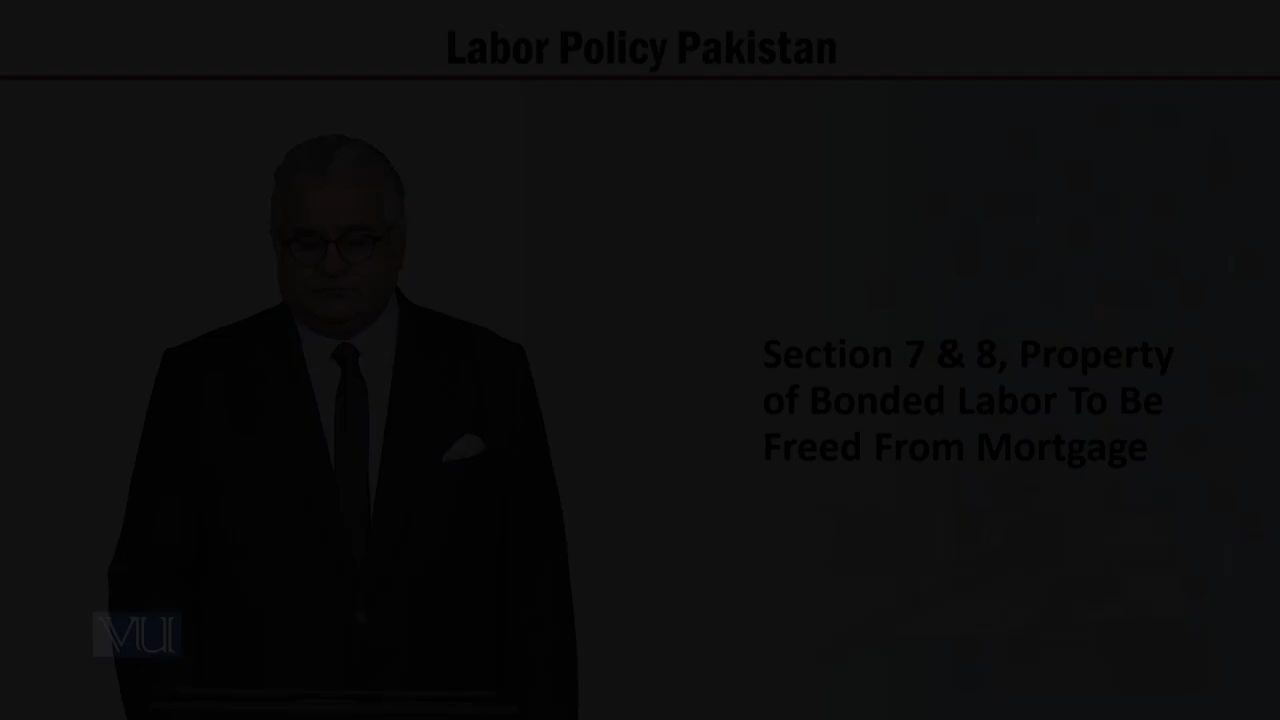 Labor Policy Pakistan
Section 7 & 8, Property
of Bonded Labor To Be
Freed From Mortgage
VU